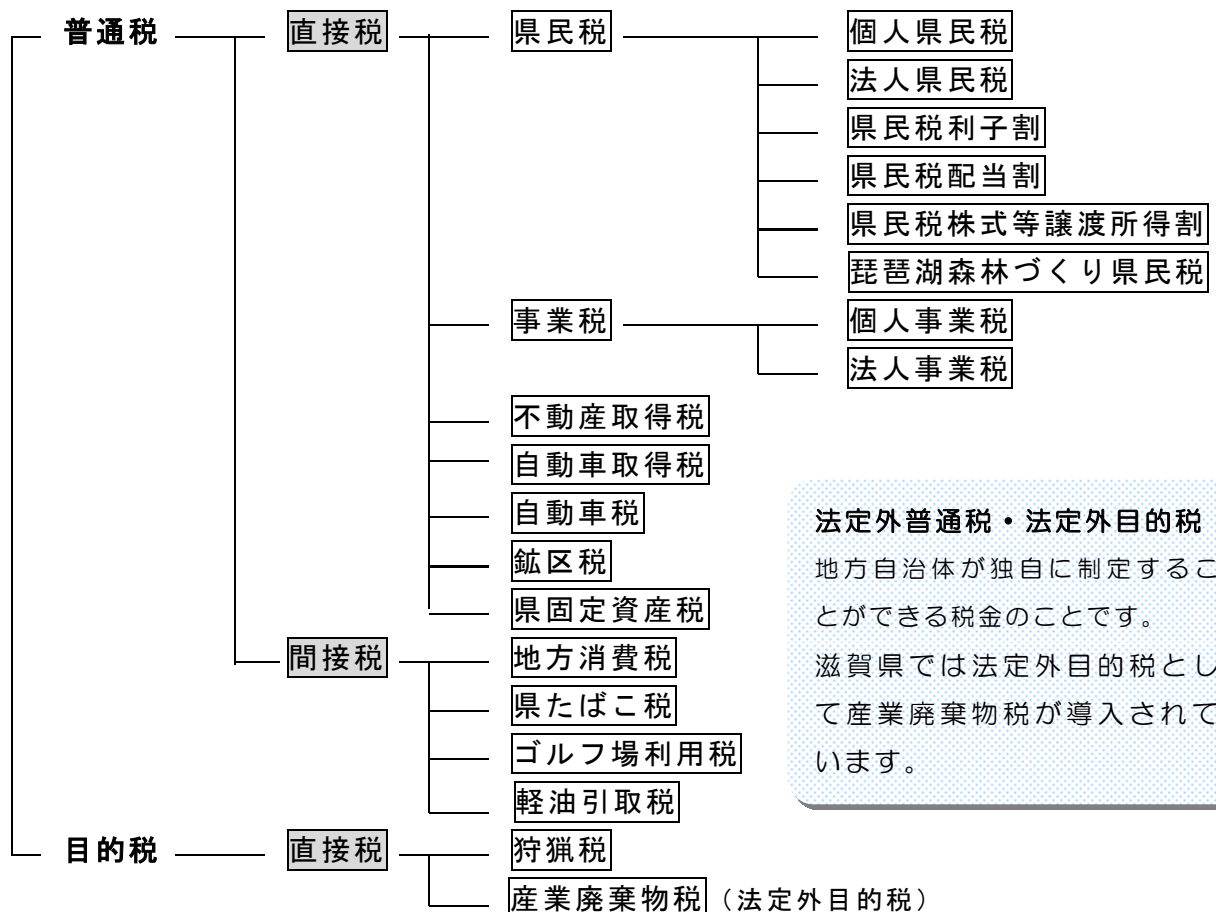 普通税 直接税 県民税 個人県民税
法人県民税
県民税利子割
県民税配当割
県民税株式等譲渡所得割
琵琶湖森林づくり県民税
事業税 個人事業税
法人事業税
不動産取得税
自動車取得税
自動車税
鉱区税
県固定資産税
間接税 地方消費税
県たばこ税
ゴルフ場利用税
軽油引取税
目的税 直接税 狩猟税
産業廃棄物税(法定外目的税)
法定外普通税・法定外目的税
地方自治体が独自に制定するこ
とができる税金のことです。
滋賀県では法定外目的税とし
て産業廃棄物税が導入されて
います。